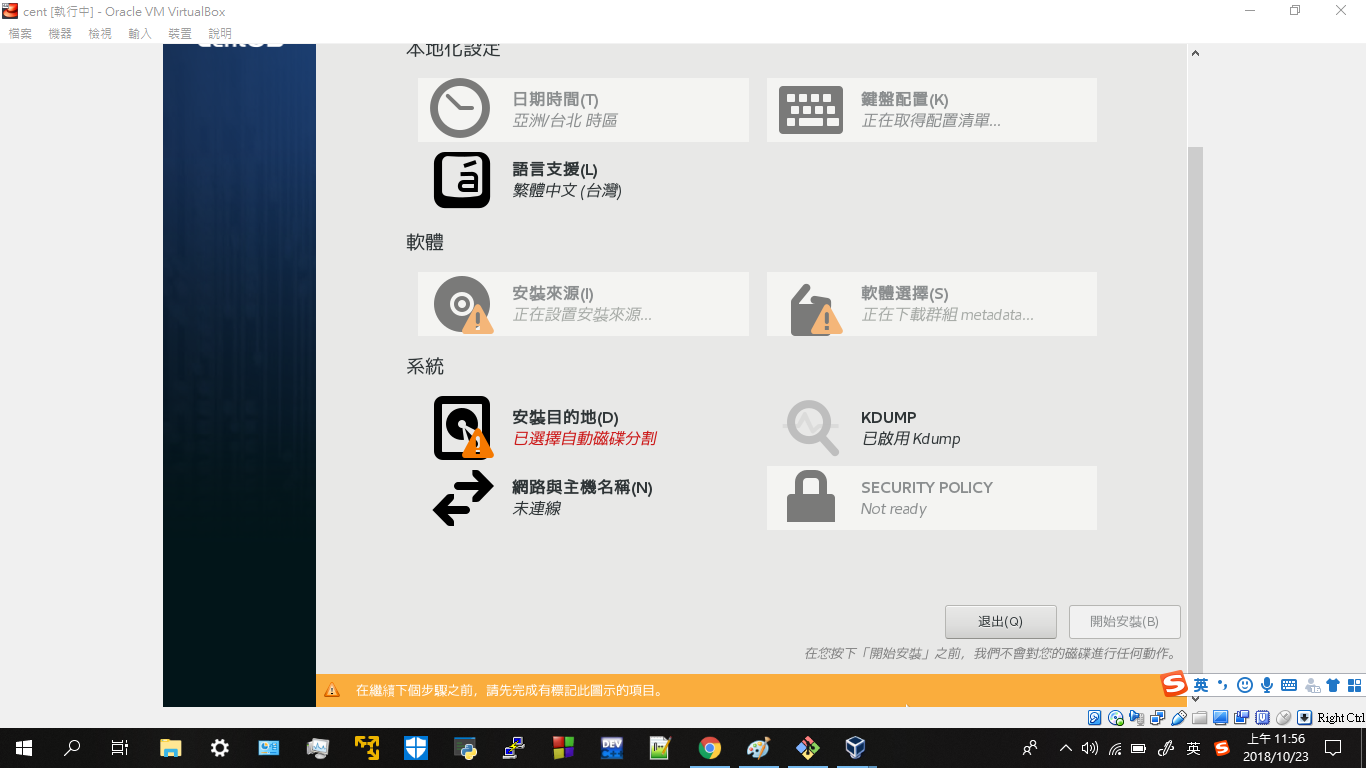 cent [執行中] - Oracle VM VirtualBox
檔案 機器 檢視 輸入 裝置 說明
CentOS
本地化設定
日期時間(T)
亞洲/台北 時區
鍵盤配置(K)
正在取得配置清單...
語言支援(L)
繁體中文 (台灣)
軟體
安裝來源(I)
正在設置安裝來源...
軟體選擇(S)
正在下載群組 metadata...
系統
安裝目的地(D)
已選擇自動磁碟分割
KDUMP
已啟用 Kdump
網路與主機名稱(N)
未連線
SECURITY POLICY
Not ready
退出(Q)
開始安裝(B)
在您按下「開始安裝」之前，我們不會對您的磁碟進行任何動作。
在繼續下個步驟之前，請先完成有標記此圖示的項目。
英
Right Ctrl
DEV
英
上午 11:56
2018/10/23